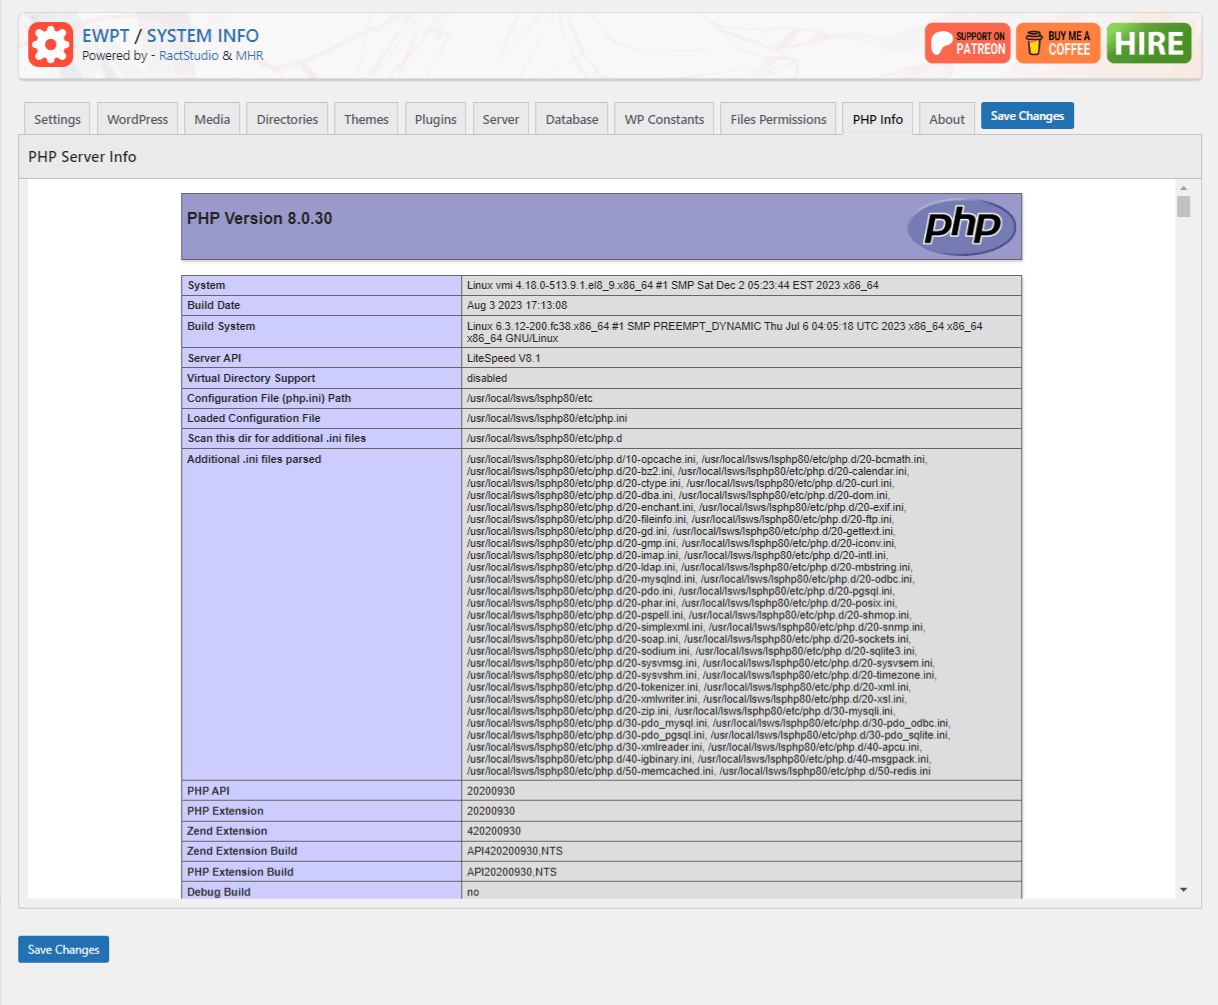 EWPT / SYSTEM INFO
Powered by - RactStudio & MHR
SUPPORT ON
PATREON
BUY ME A
COFFEE
HIRE
Settings
WordPress
Media
Directories
Themes
Plugins
Server
Database
WP Constants
Files Permissions
PHP Info
About
Save Changes
PHP Server Info
PHP Version 8.0.30
php
System Linux vmi 4.18.0-513.9.1.el8_9.x86_64 #1 SMP Sat Dec 2 05:23:44 EST 2023 x86_64
Build Date Aug 3 2023 17:13:08
Build System Linux 6.3.12-200.fc38.x86_64 #1 SMP PREEMPT_DYNAMIC Thu Jul 6 04:05:18 UTC 2023 x86_64 x86_64
x86_64 GNU/Linux
Server API LiteSpeed V8.1
Virtual Directory Support disabled
Configuration File (php.ini) Path /usr/local/lsws/lsphp80/etc
Loaded Configuration File /usr/local/lsws/lsphp80/etc/php.ini
Scan this dir for additional .ini files /usr/local/lsws/lsphp80/etc/php.d
Additional .ini files parsed /usr/local/lsws/lsphp80/etc/php.d/10-opcache.ini, /usr/local/lsws/lsphp80/etc/php.d/20-bcmath.ini,
/usr/local/lsws/lsphp80/etc/php.d/20-bz2.ini, /usr/local/lsws/lsphp80/etc/php.d/20-calendar.ini,
/usr/local/lsws/lsphp80/etc/php.d/20-ctype.ini, /usr/local/lsws/lsphp80/etc/php.d/20-curl.ini,
/usr/local/lsws/lsphp80/etc/php.d/20-dba.ini, /usr/local/lsws/lsphp80/etc/php.d/20-dom.ini,
/usr/local/lsws/lsphp80/etc/php.d/20-enchant.ini, /usr/local/lsws/lsphp80/etc/php.d/20-exif.ini,
/usr/local/lsws/lsphp80/etc/php.d/20-fileinfo.ini, /usr/local/lsws/lsphp80/etc/php.d/20-ftp.ini,
/usr/local/lsws/lsphp80/etc/php.d/20-gd.ini, /usr/local/lsws/lsphp80/etc/php.d/20-gettext.ini,
/usr/local/lsws/lsphp80/etc/php.d/20-gmp.ini, /usr/local/lsws/lsphp80/etc/php.d/20-iconv.ini,
/usr/local/lsws/lsphp80/etc/php.d/20-imap.ini, /usr/local/lsws/lsphp80/etc/php.d/20-intl.ini,
/usr/local/lsws/lsphp80/etc/php.d/20-ldap.ini, /usr/local/lsws/lsphp80/etc/php.d/20-mbstring.ini,
/usr/local/lsws/lsphp80/etc/php.d/20-mysqlnd.ini, /usr/local/lsws/lsphp80/etc/php.d/20-odbc.ini,
/usr/local/lsws/lsphp80/etc/php.d/20-pdo.ini, /usr/local/lsws/lsphp80/etc/php.d/20-pgsql.ini,
/usr/local/lsws/lsphp80/etc/php.d/20-phar.ini, /usr/local/lsws/lsphp80/etc/php.d/20-posix.ini,
/usr/local/lsws/lsphp80/etc/php.d/20-pspell.ini, /usr/local/lsws/lsphp80/etc/php.d/20-shmop.ini,
/usr/local/lsws/lsphp80/etc/php.d/20-simplexml.ini, /usr/local/lsws/lsphp80/etc/php.d/20-snmp.ini,
/usr/local/lsws/lsphp80/etc/php.d/20-soap.ini, /usr/local/lsws/lsphp80/etc/php.d/20-sockets.ini,
/usr/local/lsws/lsphp80/etc/php.d/20-sodium.ini, /usr/local/lsws/lsphp80/etc/php.d/20-sqlite3.ini,
/usr/local/lsws/lsphp80/etc/php.d/20-sysvmsg.ini, /usr/local/lsws/lsphp80/etc/php.d/20-sysvsem.ini,
/usr/local/lsws/lsphp80/etc/php.d/20-sysvshm.ini, /usr/local/lsws/lsphp80/etc/php.d/20-timezone.ini,
/usr/local/lsws/lsphp80/etc/php.d/20-tokenizer.ini, /usr/local/lsws/lsphp80/etc/php.d/20-xml.ini,
/usr/local/lsws/lsphp80/etc/php.d/20-xmlwriter.ini, /usr/local/lsws/lsphp80/etc/php.d/20-xsl.ini,
/usr/local/lsws/lsphp80/etc/php.d/20-zip.ini, /usr/local/lsws/lsphp80/etc/php.d/30-mysqli.ini,
/usr/local/lsws/lsphp80/etc/php.d/30-pdo_mysql.ini, /usr/local/lsws/lsphp80/etc/php.d/30-pdo_odbc.ini,
/usr/local/lsws/lsphp80/etc/php.d/30-pdo_pgsql.ini, /usr/local/lsws/lsphp80/etc/php.d/30-pdo_sqlite.ini,
/usr/local/lsws/lsphp80/etc/php.d/30-xmlreader.ini, /usr/local/lsws/lsphp80/etc/php.d/40-apcu.ini,
/usr/local/lsws/lsphp80/etc/php.d/40-igbinary.ini, /usr/local/lsws/lsphp80/etc/php.d/40-msgpack.ini,
/usr/local/lsws/lsphp80/etc/php.d/50-memcached.ini, /usr/local/lsws/lsphp80/etc/php.d/50-redis.ini
PHP API 20200930
PHP Extension 20200930
Zend Extension 420200930
Zend Extension Build API420200930,NTS
PHP Extension Build API20200930,NTS
Debug Build no
Save Changes